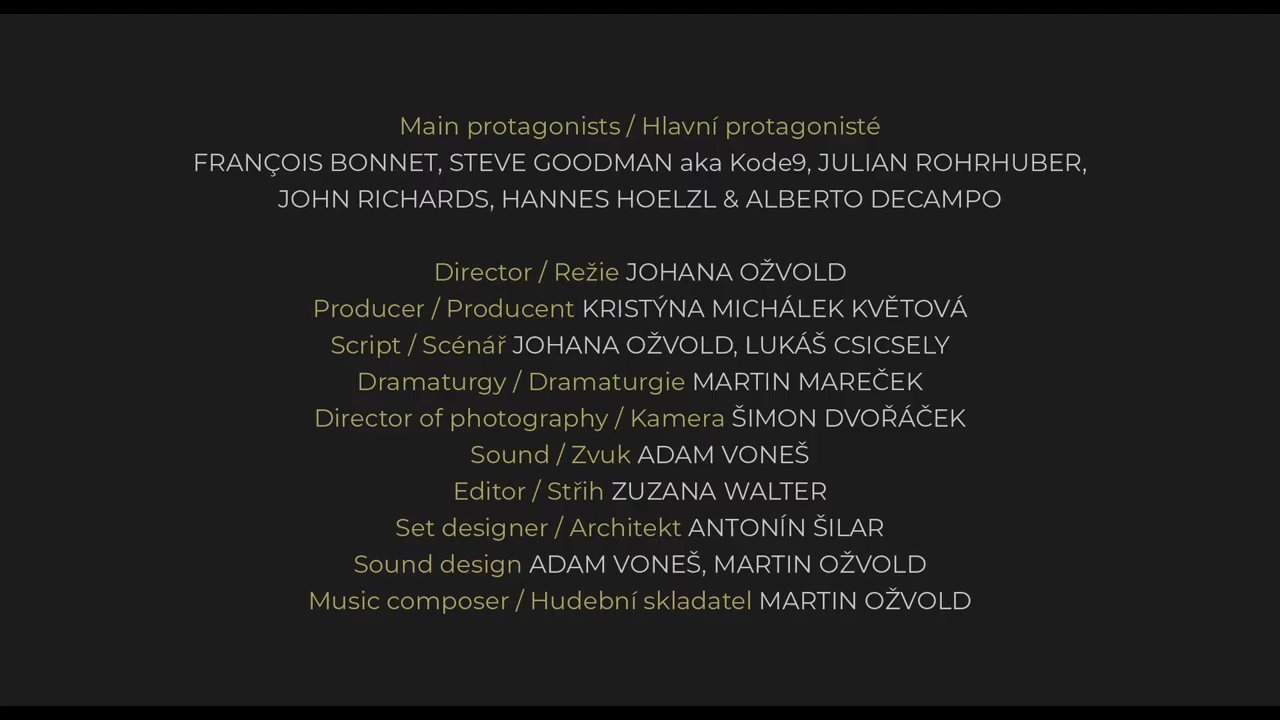 Main protagonists / Hlavní protagonisté
FRANÇOIS BONNET, STEVE GOODMAN aka Kode9, JULIAN ROHRHUBER,
JOHN RICHARDS, HANNES HOELZL & ALBERTO DECAMPO
Director / Režie JOHANA OŽVOLD
Producer / Producent KRISTÝNA MICHÁLEK KVĚTOVÁ
Script / Scénář JOHANA OŽVOLD, LUKÁŠ CSICSELY
Dramaturgy / Dramaturgie MARTIN MAREČEK
Director of photography / Kamera ŠIMON DVOŘÁČEK
Sound / Zvuk ADAM VONEŠ
Editor / Střih ZUZANA WALTER
Set designer / Architekt ANTONÍN ŠILAR
Sound design ADAM VONEŠ, MARTIN OŽVOLD
Music composer / Hudební skladatel MARTIN OŽVOLD